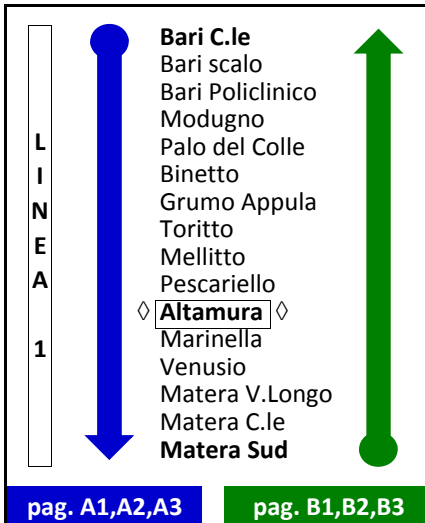 LINEA 1
Bari C.le
Bari scalo
Bari Policlinico
Modugno
Palo del Colle
Binetto
Grumo Appula
Toritto
Mellitto
Pescariello
◊ Altamura ◊
Marinella
Venusio
Matera V.Longo
Matera C.le
Matera Sud
pag. A1,A2,A3
pag. B1,B2,B3